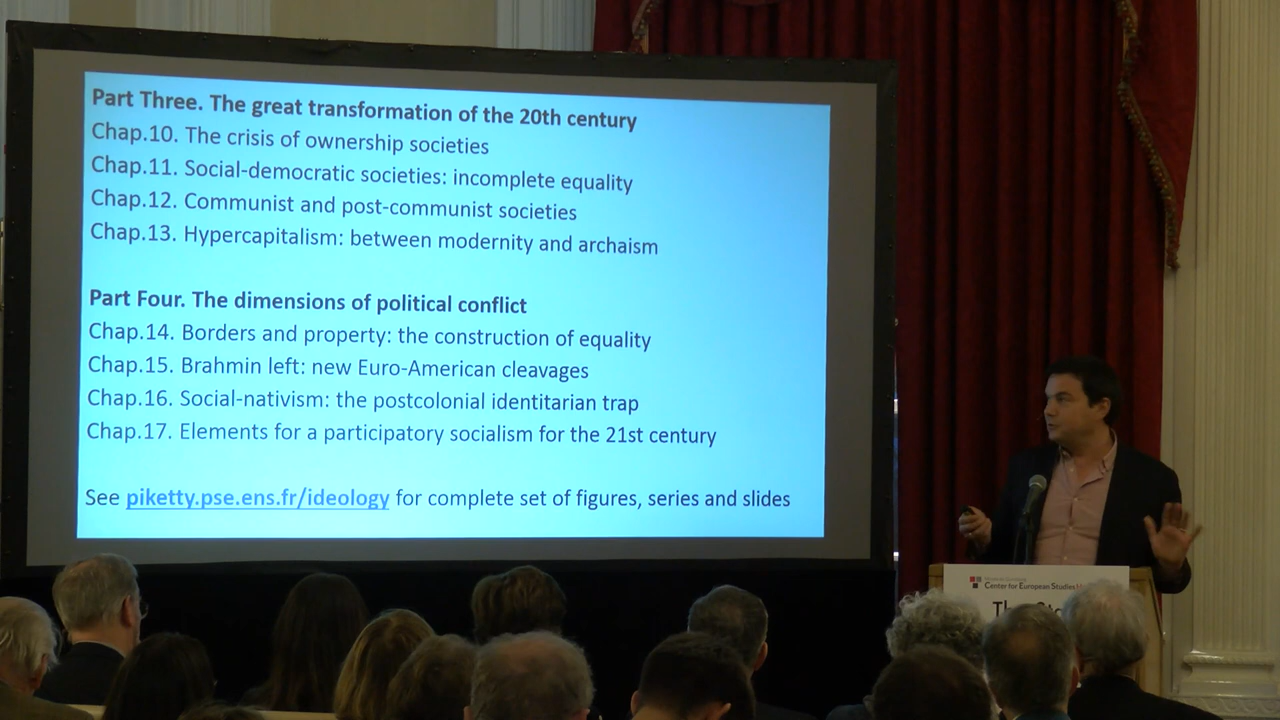 Part Three. The great transformation of the 20th century
Chap.10. The crisis of ownership societies
Chap.11. Social-democratic societies: incomplete equality
Chap.12. Communist and post-communist societies
Chap.13. Hypercapitalism: between modernity and archaism
Part Four. The dimensions of political conflict
Chap.14. Borders and property: the construction of equality
Chap.15. Brahmin left: new Euro-American cleavages
Chap.16. Social-nativism: the postcolonial identitarian trap
Chap.17. Elements for a participatory socialism for the 21st century
See piketty.pse.ens.fr/ideology for complete set of figures, series and slides
Center for European Studies